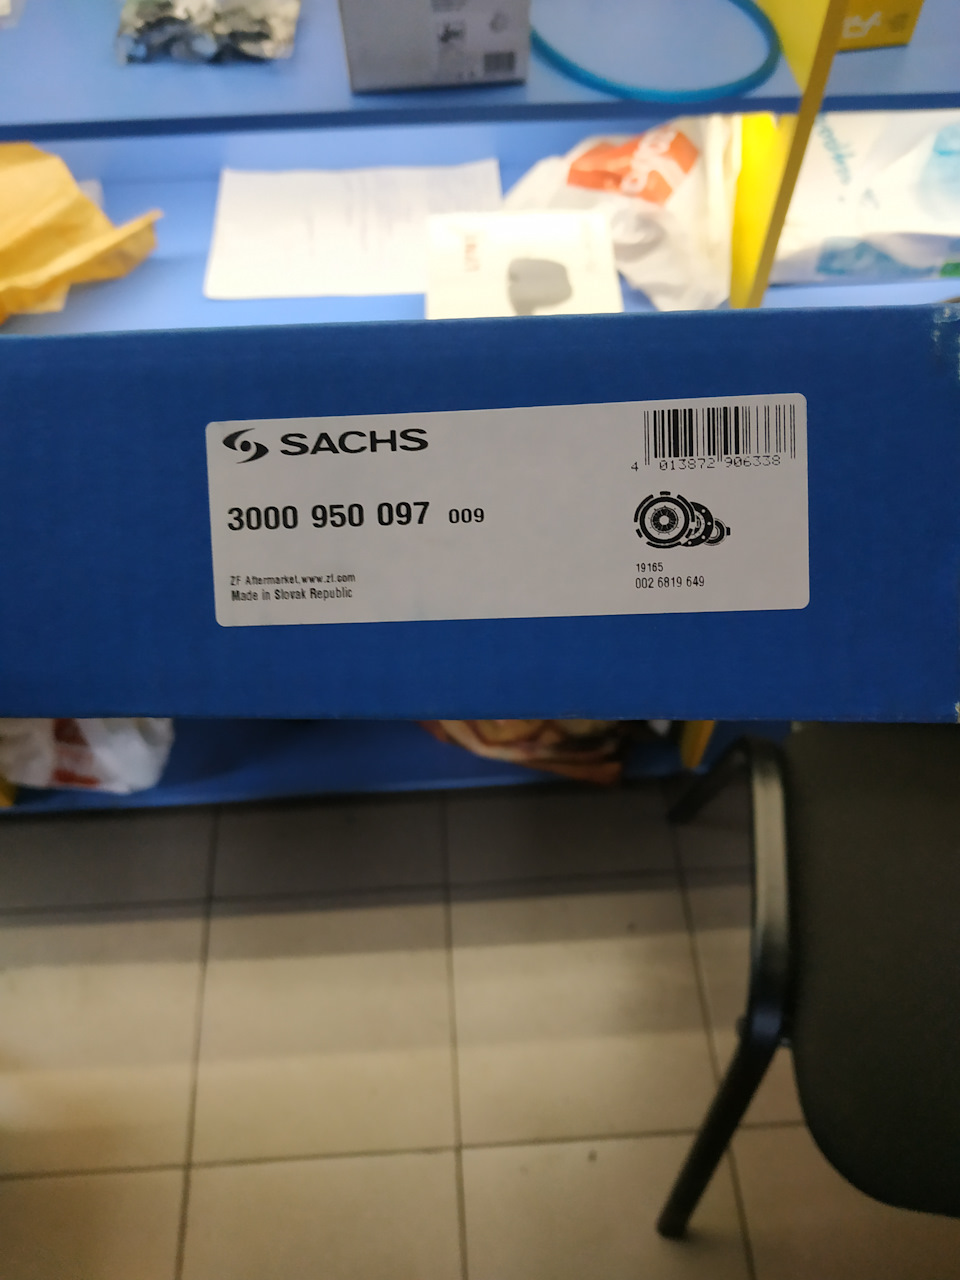 SACHS
4 013872 906338
3000 950 097 009
ZF Aftermarket, www.zf.com
Made in Slovak Republic
19165
002 6819 649